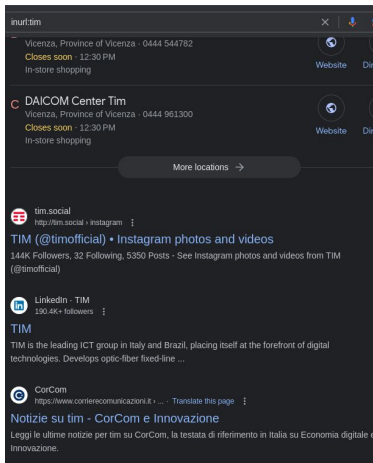 inurl:tim
Vicenza, Province of Vicenza · 0444 544782
Closes soon · 12:30 PM
In-store shopping
Website
C DAICOM Center Tim
Vicenza, Province of Vicenza · 0444 961300
Closes soon · 12:30 PM
In-store shopping
Website
More locations →
tim.social
http://tim.social › instagram
TIM (@timofficial) • Instagram photos and videos
144K Followers, 32 Following, 5350 Posts - See Instagram photos and videos from TIM
(@timofficial)
LinkedIn · TIM
190.4K+ followers
TIM
TIM is the leading ICT group in Italy and Brazil, placing itself at the forefront of digital
technologies. Develops optic-fiber fixed-line ...
CorCom
https://www.corrierecomunicazioni.it › ... · Translate this page
Notizie su tim - CorCom e Innovazione
Leggi le ultime notizie per tim su CorCom, la testata di riferimento in Italia su Economia digitale e
Innovazione.